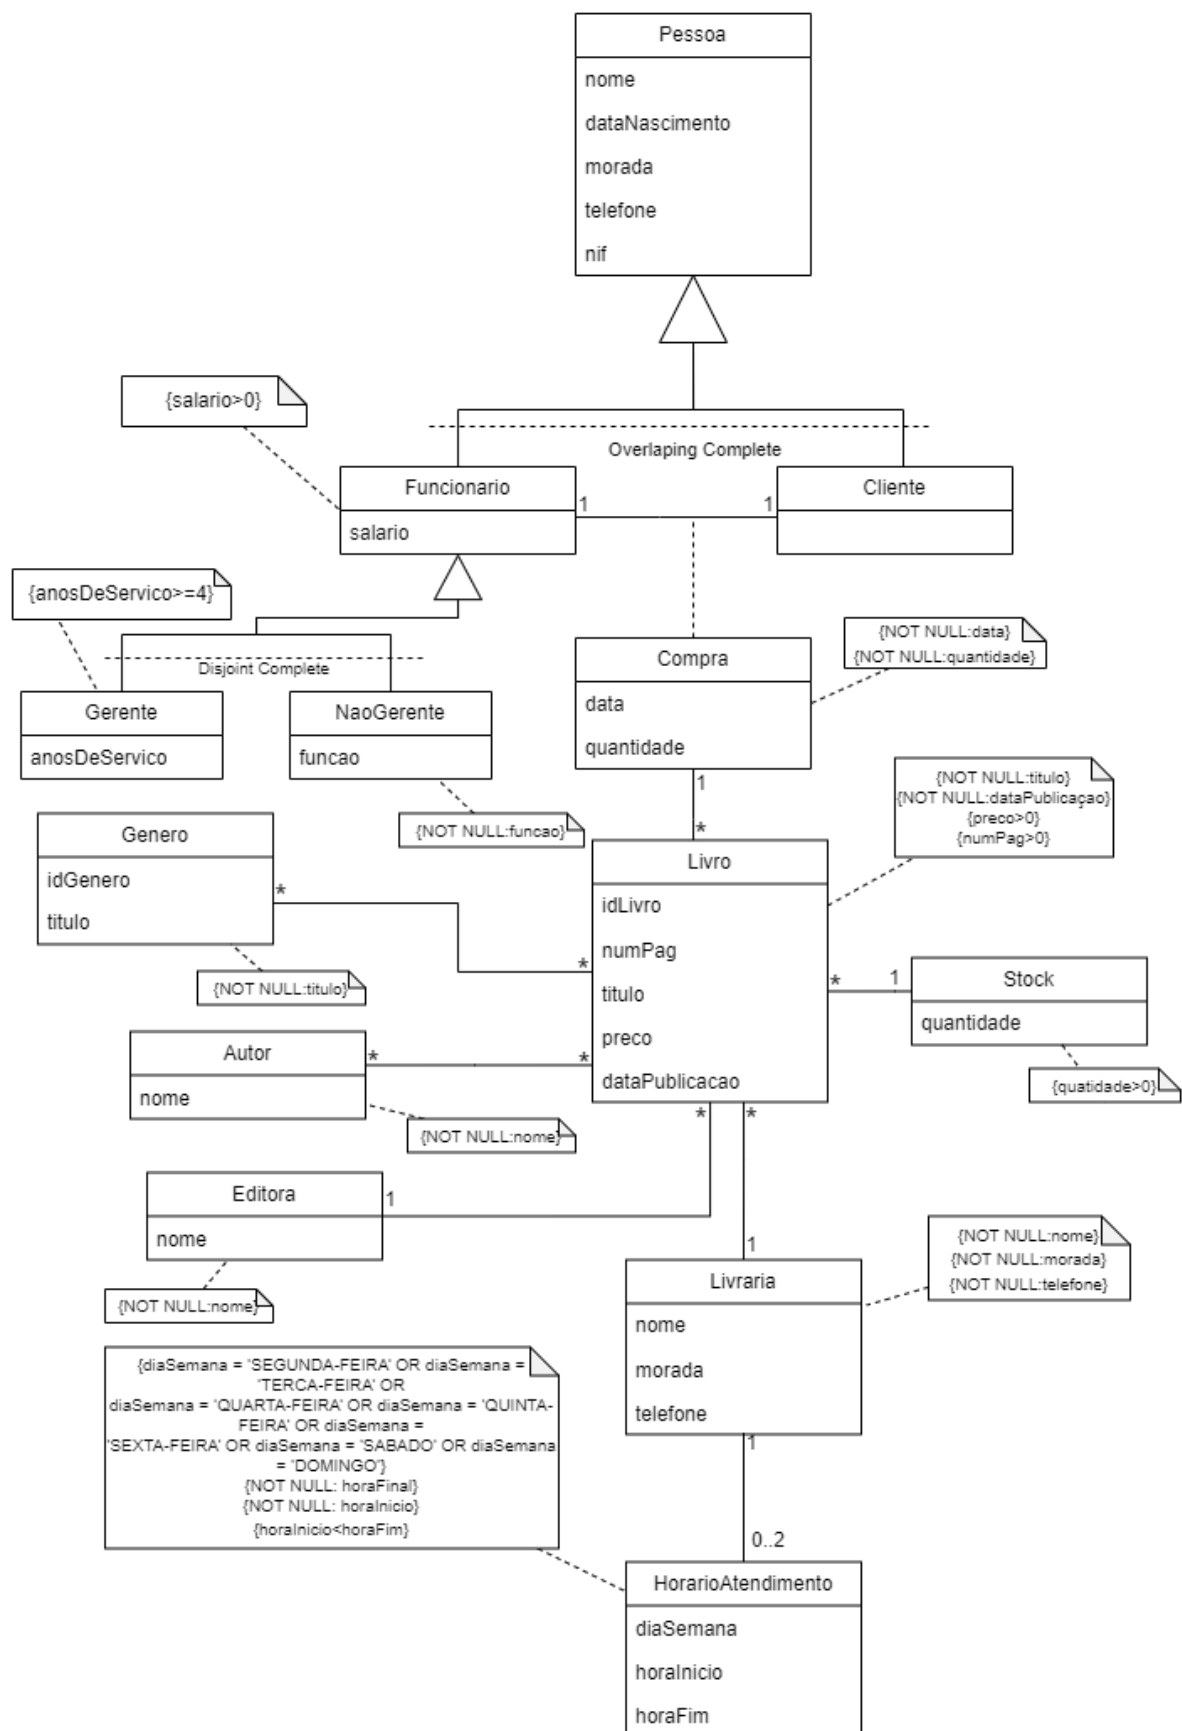 Pessoa
nome
dataNascimento
morada
telefone
nif
{salario>0}
Overlaping Complete
Funcionario
salario
1
1
Cliente
{anosDeServico>=4}
Disjoint Complete
Gerente
anosDeServico
NaoGerente
funcao
{NOT NULL:funcao}
Compra
data
quantidade
{NOT NULL:data}
{NOT NULL:quantidade}
1
*
{NOT NULL:titulo}
{NOT NULL:dataPublicaçao}
{preco>0}
{numPag>0}
Genero
idGenero
titulo
*
*
{NOT NULL:titulo}
Livro
idLivro
numPag
titulo
preco
dataPublicacao
*
1
Stock
quantidade
{quatidade>0}
Autor
nome
*
*
{NOT NULL:nome}
*
*
Editora
nome
1
{NOT NULL:nome}
1
Livraria
nome
morada
telefone
{NOT NULL:nome}
{NOT NULL:morada}
{NOT NULL:telefone}
1
{diaSemana = 'SEGUNDA-FEIRA' OR diaSemana =
'TERCA-FEIRA' OR
diaSemana = 'QUARTA-FEIRA' OR diaSemana = 'QUINTA-
FEIRA' OR diaSemana =
'SEXTA-FEIRA' OR diaSemana = 'SABADO' OR diaSemana
= 'DOMINGO'}
{NOT NULL: horaFinal}
{NOT NULL: horaInicio}
{horaInicio<horaFim}
0..2
HorarioAtendimento
diaSemana
horaInicio
horaFim